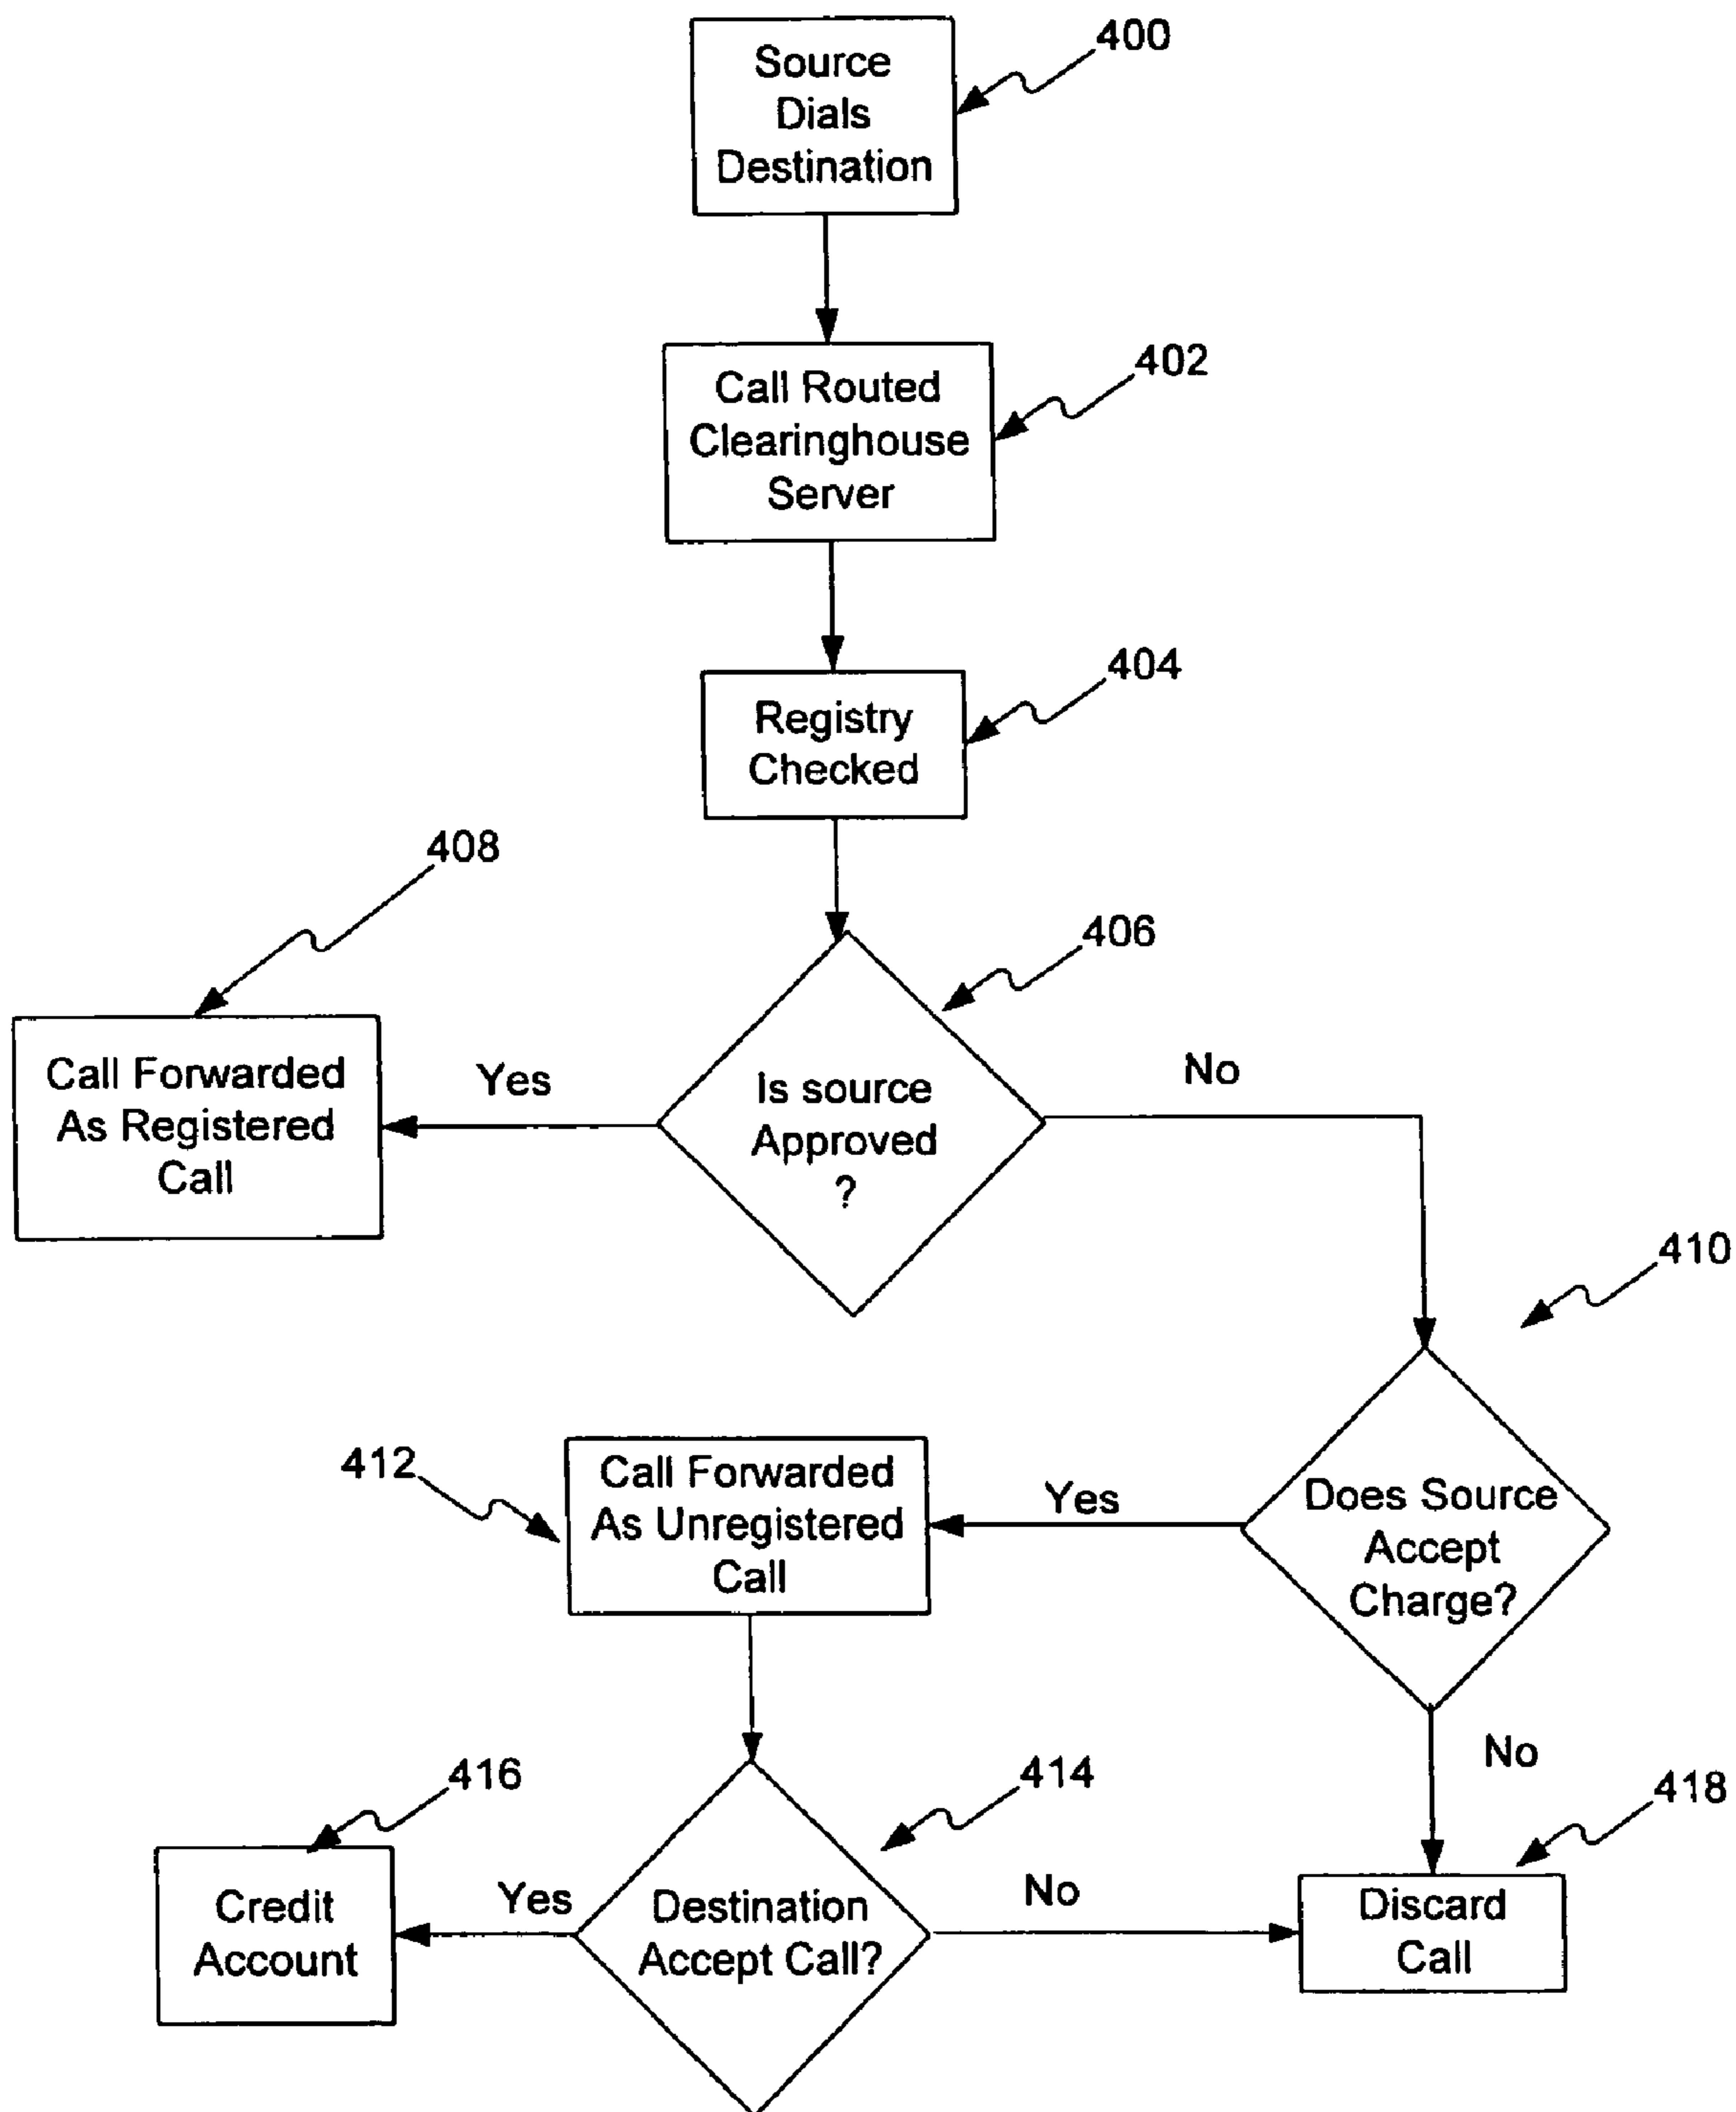 400
Source
Dials
Destination
402
Call Routed
Clearinghouse
Server
404
Registry
Checked
408
406
Call Forwarded
As Registered
Call
Yes
Is source
Approved
?
No
410
412
Call Forwarded
As Unregistered
Call
Yes
Does Source
Accept
Charge?
No
416
414
418
Credit
Account
Yes
Destination
Accept Call?
No
Discard
Call